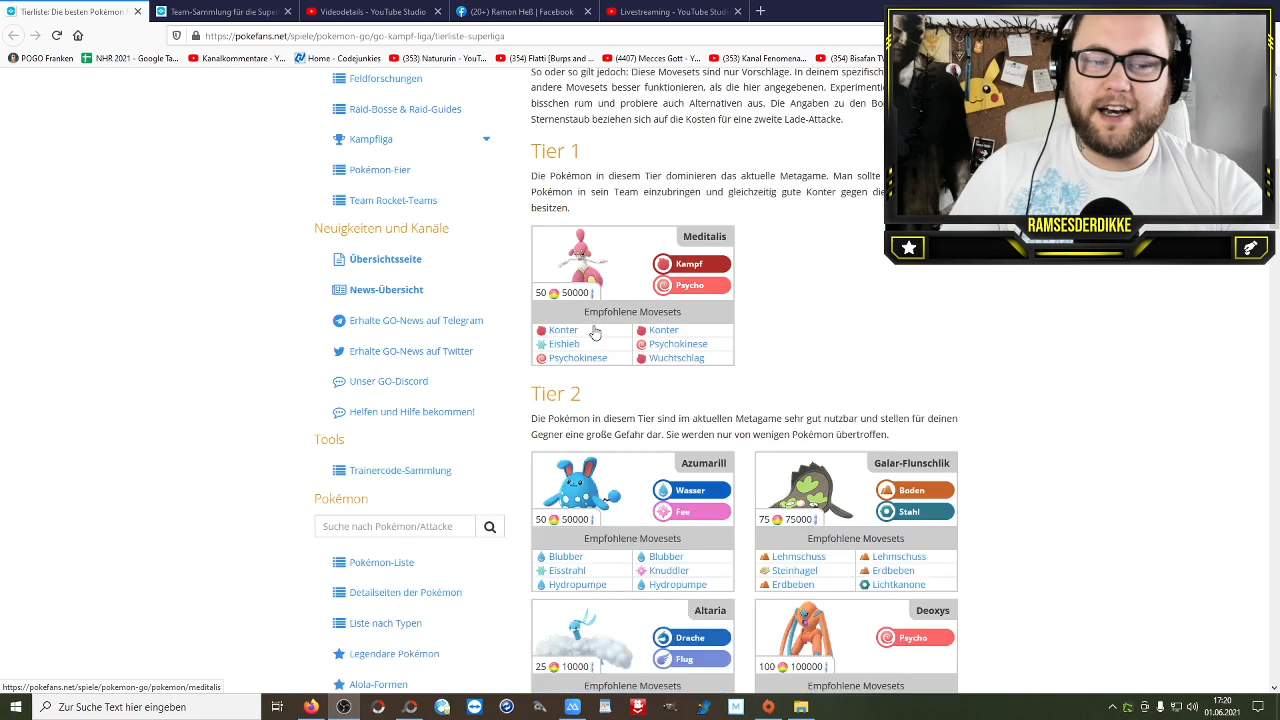 Tierliste: Die besten Pokémon f
Team-Sammlung für die Supe
Videodetails - YouTube Studio
(20+) Ramon Heß | Facebook
Livestreaming - YouTube Studio
https://pokefans.net/spiele/pokemon-go/go-kampf-liga/tierliste-superliga
POGO Franken
NHR 2021 - Google Ta...
Kanalkommentare - Y...
Home - Codejunkies
(353) Natururin - YouT...
(354) Flatti [Burps and ...
(4407) Mecces Gott - ...
(353) Kanal Fenomena...
(354) Bisafan Tv
Feldforschungen
Raid-Bosse & Raid-Guides
Kampfliga
Pokémon-Eier
Team Rocket-Teams
Neuigkeiten und Kanäle
Übersichtsseite
News-Übersicht
Erhalte GO-News auf Telegram
Erhalte GO-News auf Twitter
Unser GO-Discord
Helfen und Hilfe bekommen!
Tools
Trainercode-Sammlung
Pokémon
Suche nach Pokémon/Attacke
Pokémon-Liste
Detailseiten der Pokémon
Liste nach Typen
Legendäre Pokémon
Alola-Formen
So oder so gilt jedoch: Diese Movesets sind nur Vorschläge. In deinem spezifisch
andere Movesets besser funktionieren, als die hier angegebenen. Experimenti
bisschen rum und probiere auch Alternativen aus. Die Angaben zu den Bo
Sternenstaub beziehen sich auf die Kosten für eine zweite Lade-Attacke.
Tier 1
Die Pokémon in diesem Tier dominieren das aktuelle Metagame. Man sollte
Pokémon in sein Team einzubringen und gleichzeitig gute Konter gegen die
besitzen.
Meditalis
Kampf
Psycho
50 50000
Empfohlene Movesets
Konter Konter
Eishieb Psychokinese
Psychokinese Wuchtschlag
Tier 2
Die Pokémon in diesem Tier sind im aktuellen Metagame sehr gut nutzbar und stellen für deinen
Gegner eine große Gefahr dar. Sie werden nur von wenigen Pokémon übertroffen.
Azumarill
Wasser
Fee
50 50000
Empfohlene Movesets
Blubber Blubber
Eisstrahl Knuddler
Hydropumpe Hydropumpe
Galar-Flunschlik
Boden
Stahl
75 75000
Empfohlene Movesets
Lehmschuss Lehmschuss
Steinhagel Erdbeben
Erdbeben Lichtkanone
Altaria
Drache
Flug
25 10000
Empfohlene Movesets
Deoxys
Psycho
100 100000
Empfohlene Movesets
RAMSESDERDIKKE
https://pokefans.net/spiele/pokemon-go/pokemon/meditalis
Zur Suche Text hier eingeben
17:20
01.06.2021